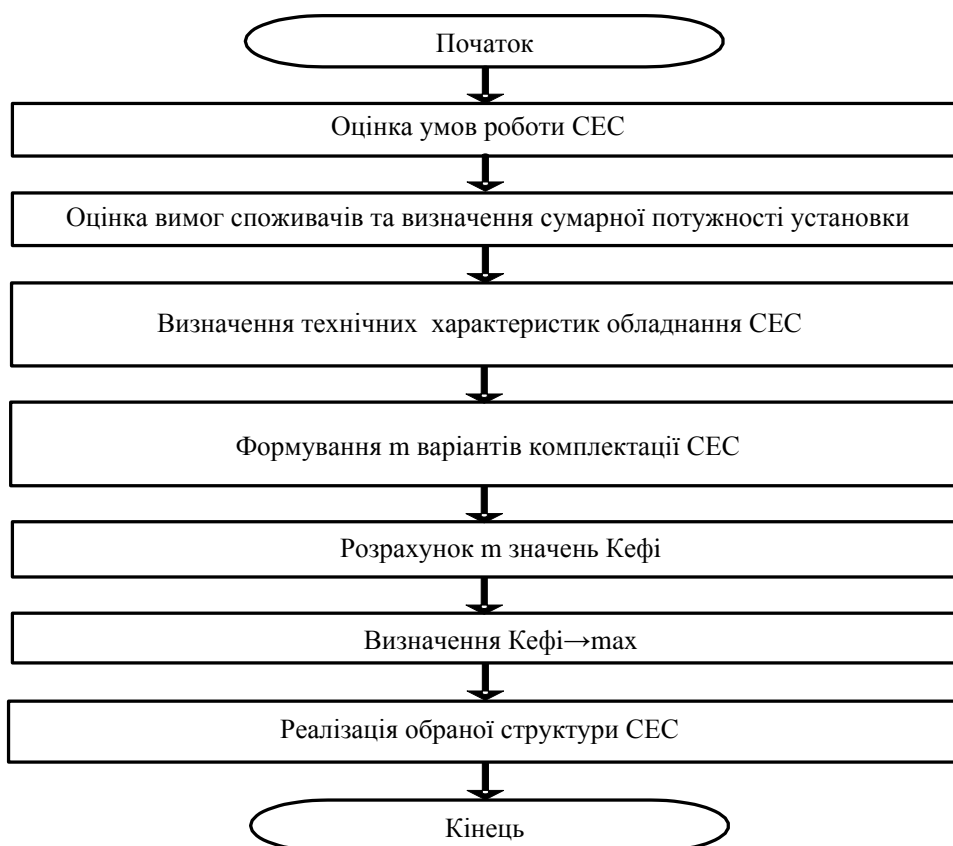 Початок
Оцінка умов роботи СЕС
Оцінка вимог споживачів та визначення сумарної потужності установки
Визначення технічних характеристик обладнання СЕС
Формування m варіантів комплектації СЕС
Розрахунок m значень Кефі
Визначення Кефі→max
Реалізація обраної структури СЕС
Кінець